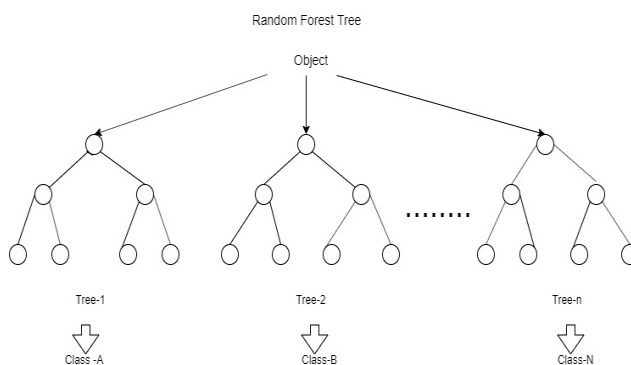 Random Forest Tree
Object
........
Tree-1
Tree-2
Tree-n
Class -A
Class-B
Class-N